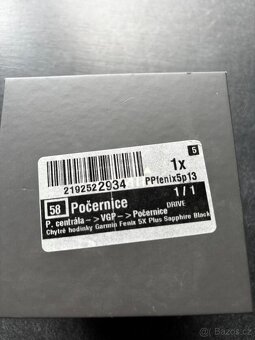 5
1x
PPfenix5p13
2192522934
58 Počernice
1/1
DRIVE
P. centrála-->VGP-->Počernice
Chytré hodinky Garmin Fenix 5X Plus Sapphire Black
Sbazar.cz